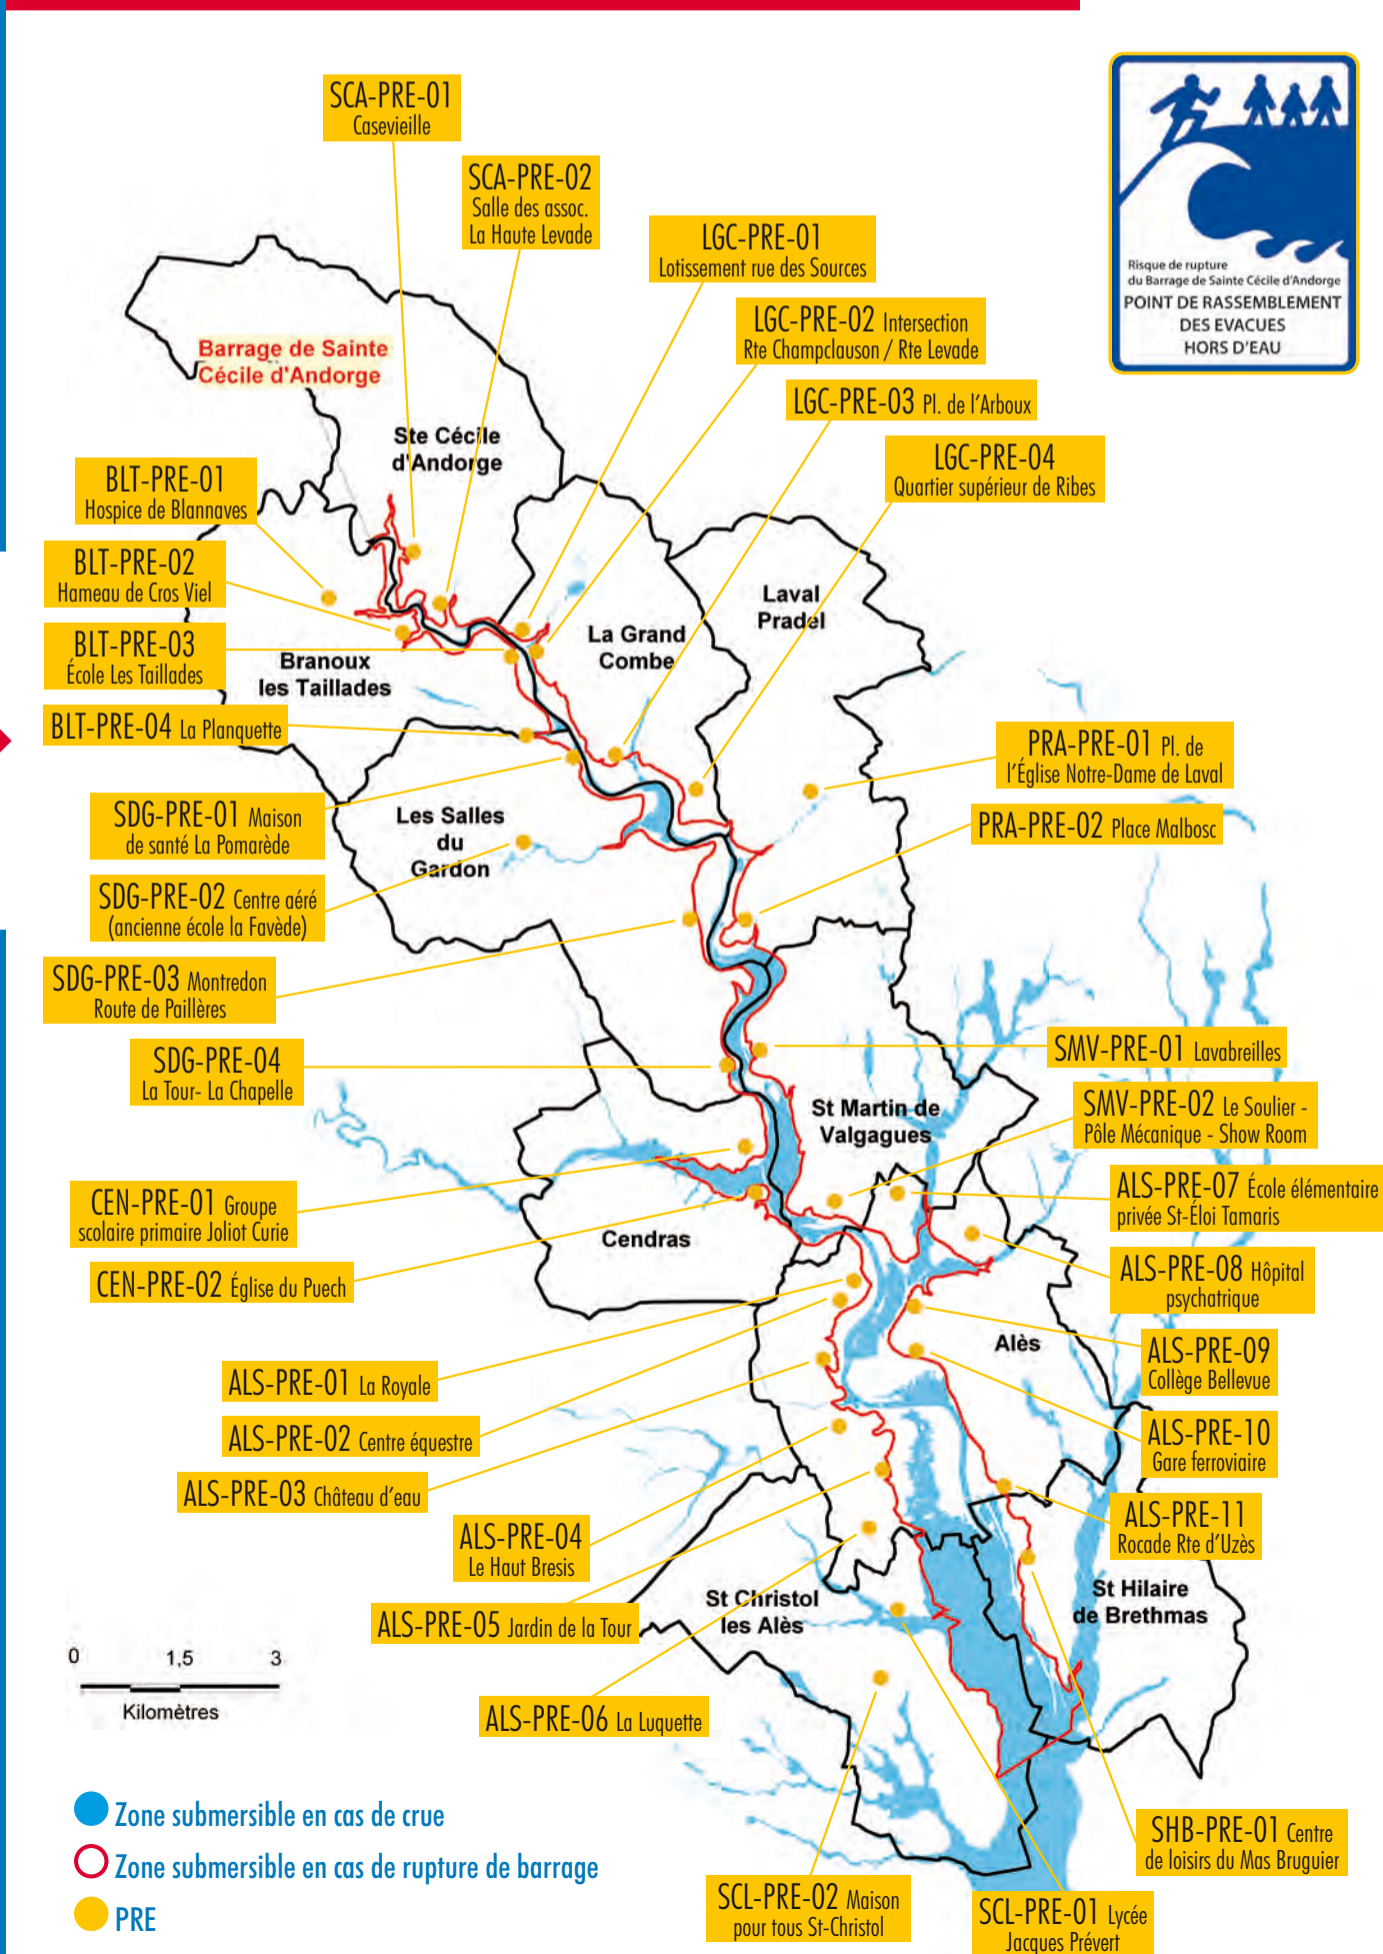 SCA-PRE-01
Casevieille
SCA-PRE-02
Salle des assoc.
La Haute Levade
LGC-PRE-01
Lotissement rue des Sources
LGC-PRE-02 Intersection
Rte Champclauson / Rte Levade
LGC-PRE-03 Pl. de l'Arboux
LGC-PRE-04
Quartier supérieur de Ribes
Risque de rupture
du Barrage de Sainte Cécile d'Andorge
POINT DE RASSEMBLEMENT
DES EVACUES
HORS D'EAU
Barrage de Sainte
Cécile d'Andorge
Ste Cécile
d'Andorge
BLT-PRE-01
Hospice de Blannaves
BLT-PRE-02
Hameau de Cros Viel
BLT-PRE-03
École Les Taillades
BLT-PRE-04 La Planquette
Branoux
les Taillades
La Grand
Combe
Laval
Pradel
PRA-PRE-01 Pl. de
l'Église Notre-Dame de Laval
PRA-PRE-02 Place Malbosc
SDG-PRE-01 Maison
de santé La Pomarède
SDG-PRE-02 Centre aéré
(ancienne école la Favède)
SDG-PRE-03 Montredon
Route de Paillères
SDG-PRE-04
La Tour- La Chapelle
Les Salles
du
Gardon
SMV-PRE-01 Lavabreilles
SMV-PRE-02 Le Soulier -
Pôle Mécanique - Show Room
St Martin de
Valgagues
CEN-PRE-01 Groupe
scolaire primaire Joliot Curie
CEN-PRE-02 Église du Puech
Cendras
ALS-PRE-07 École élémentaire
privée St-Éloi Tamaris
ALS-PRE-08 Hôpital
psychatrique
ALS-PRE-09
Collège Bellevue
ALS-PRE-10
Gare ferroviaire
ALS-PRE-11
Rocade Rte d'Uzès
Alès
ALS-PRE-01 La Royale
ALS-PRE-02 Centre équestre
ALS-PRE-03 Château d'eau
ALS-PRE-04
Le Haut Bresis
ALS-PRE-05 Jardin de la Tour
ALS-PRE-06 La Luquette
St Christol
les Alès
St Hilaire
de Brethmas
0 1,5 3
Kilomètres
Zone submersible en cas de crue
Zone submersible en cas de rupture de barrage
PRE
SCL-PRE-02 Maison
pour tous St-Christol
SCL-PRE-01 Lycée
Jacques Prévert
SHB-PRE-01 Centre
de loisirs du Mas Bruguier